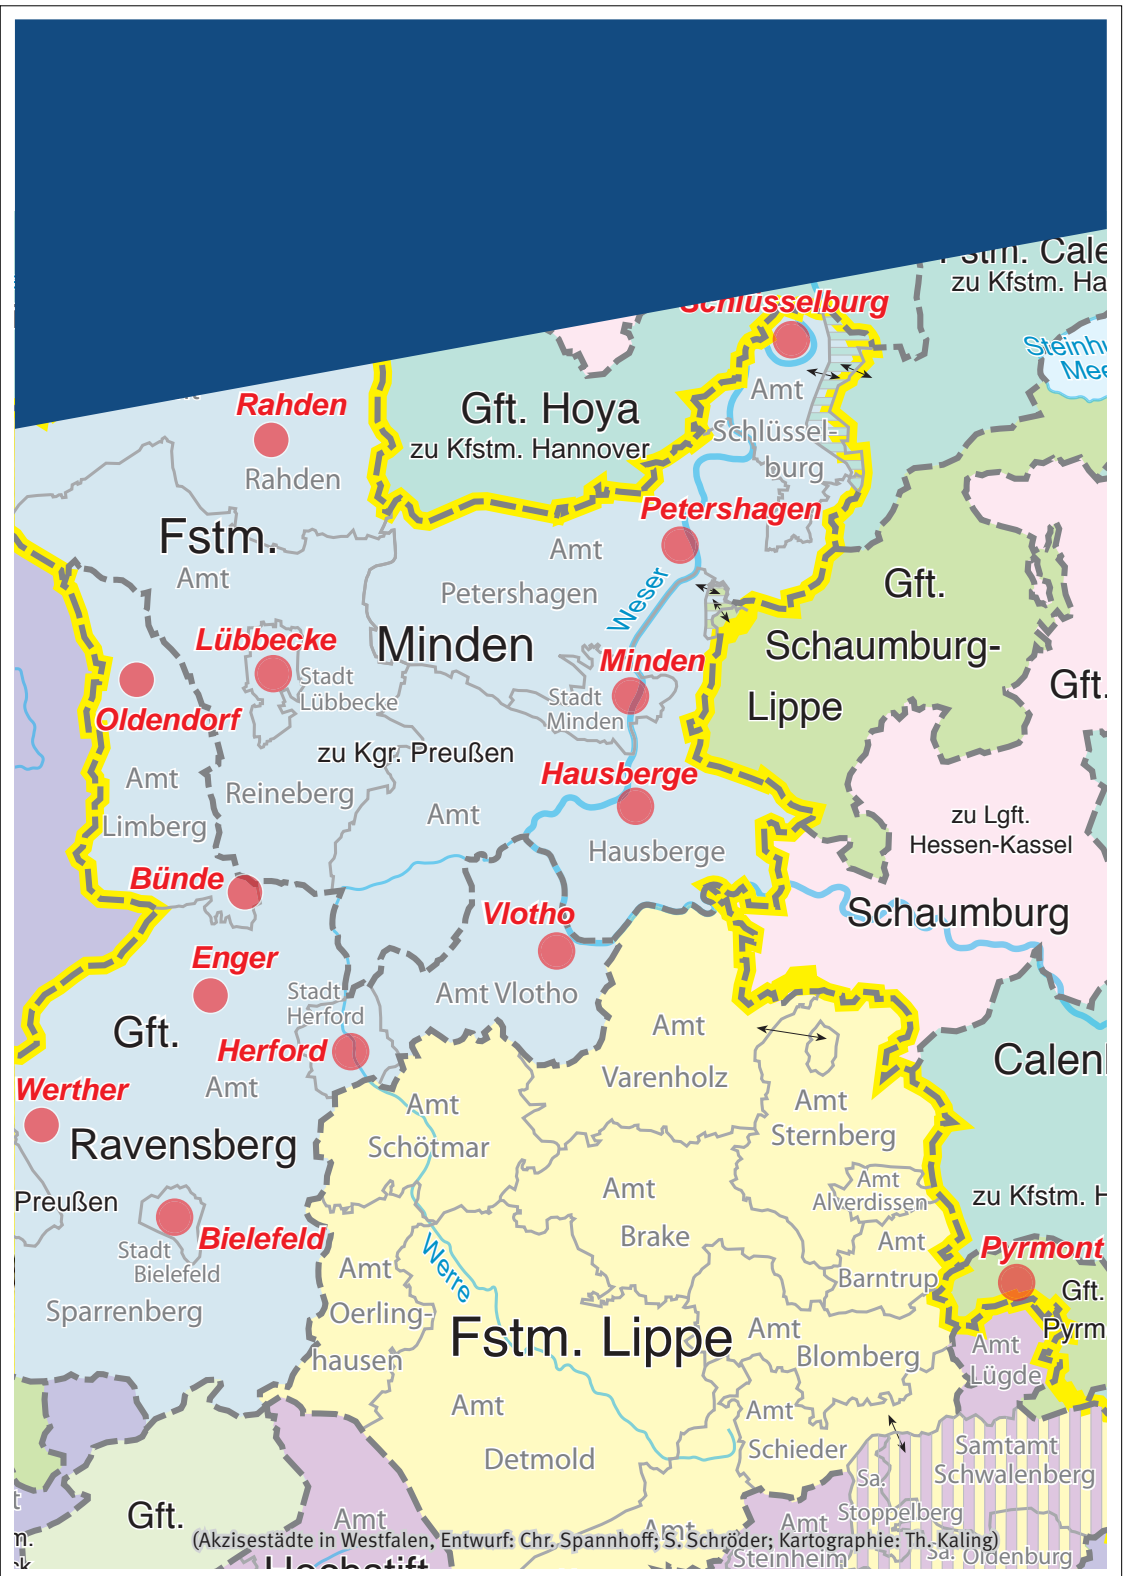 Fstm. Cale
zu Kfstm. Ha
Schlüsselburg
Steinhu
Mee
Rahden
Gft. Hoya
zu Kfstm. Hannover
Amt
Schlüssel-
burg
Rahden
Petershagen
Fstm.
Amt
Amt
Petershagen
Weser
Gft.
Schaumburg-
Lippe
Lübbecke
Stadt
Lübbecke
Minden
Minden
Stadt
Minden
Gft.
Oldendorf
zu Kgr. Preußen
Amt
Limberg
Reineberg
Hausberge
Amt
Hausberge
zu Lgft.
Hessen-Kassel
Schaumburg
Bünde
Vlotho
Amt Vlotho
Enger
Stadt
Herford
Gft.
Herford
Amt
Varenholz
Calen
Werther
Amt
Ravensberg
Amt
Schötmar
Amt
Sternberg
Amt
Alverdissen
Preußen
Amt
Brake
zu Kfstm. H
Bielefeld
Stadt
Bielefeld
Amt
Barntrup
Pyrmont
Gft.
Pyrm
Sparrenberg
Amt
Oerling-
hausen
Werre
Fstm. Lippe
Amt
Blomberg
Amt
Lügde
Amt
Detmold
Amt
Schieder
Samtamt
Schwalenberg
Sa.
Stoppelberg
Gft.
Amt
Amt
Amt
Steinheim
Sa. Oldenburg
(Akzisestädte in Westfalen, Entwurf: Chr. Spannhoff; S. Schröder; Kartographie: Th. Kaling)
Hochstift